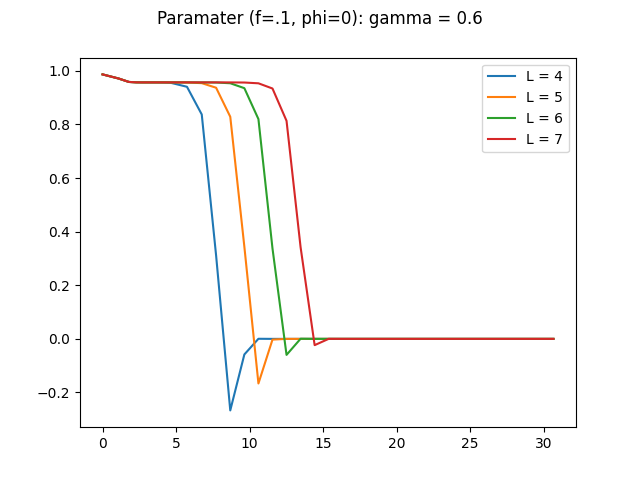 Paramater (f=.1, phi=0): gamma = 0.6
L = 4
L = 5
L = 6
L = 7
1.0
0.8
0.6
0.4
0.2
0.0
−0.2
0 5 10 15 20 25 30